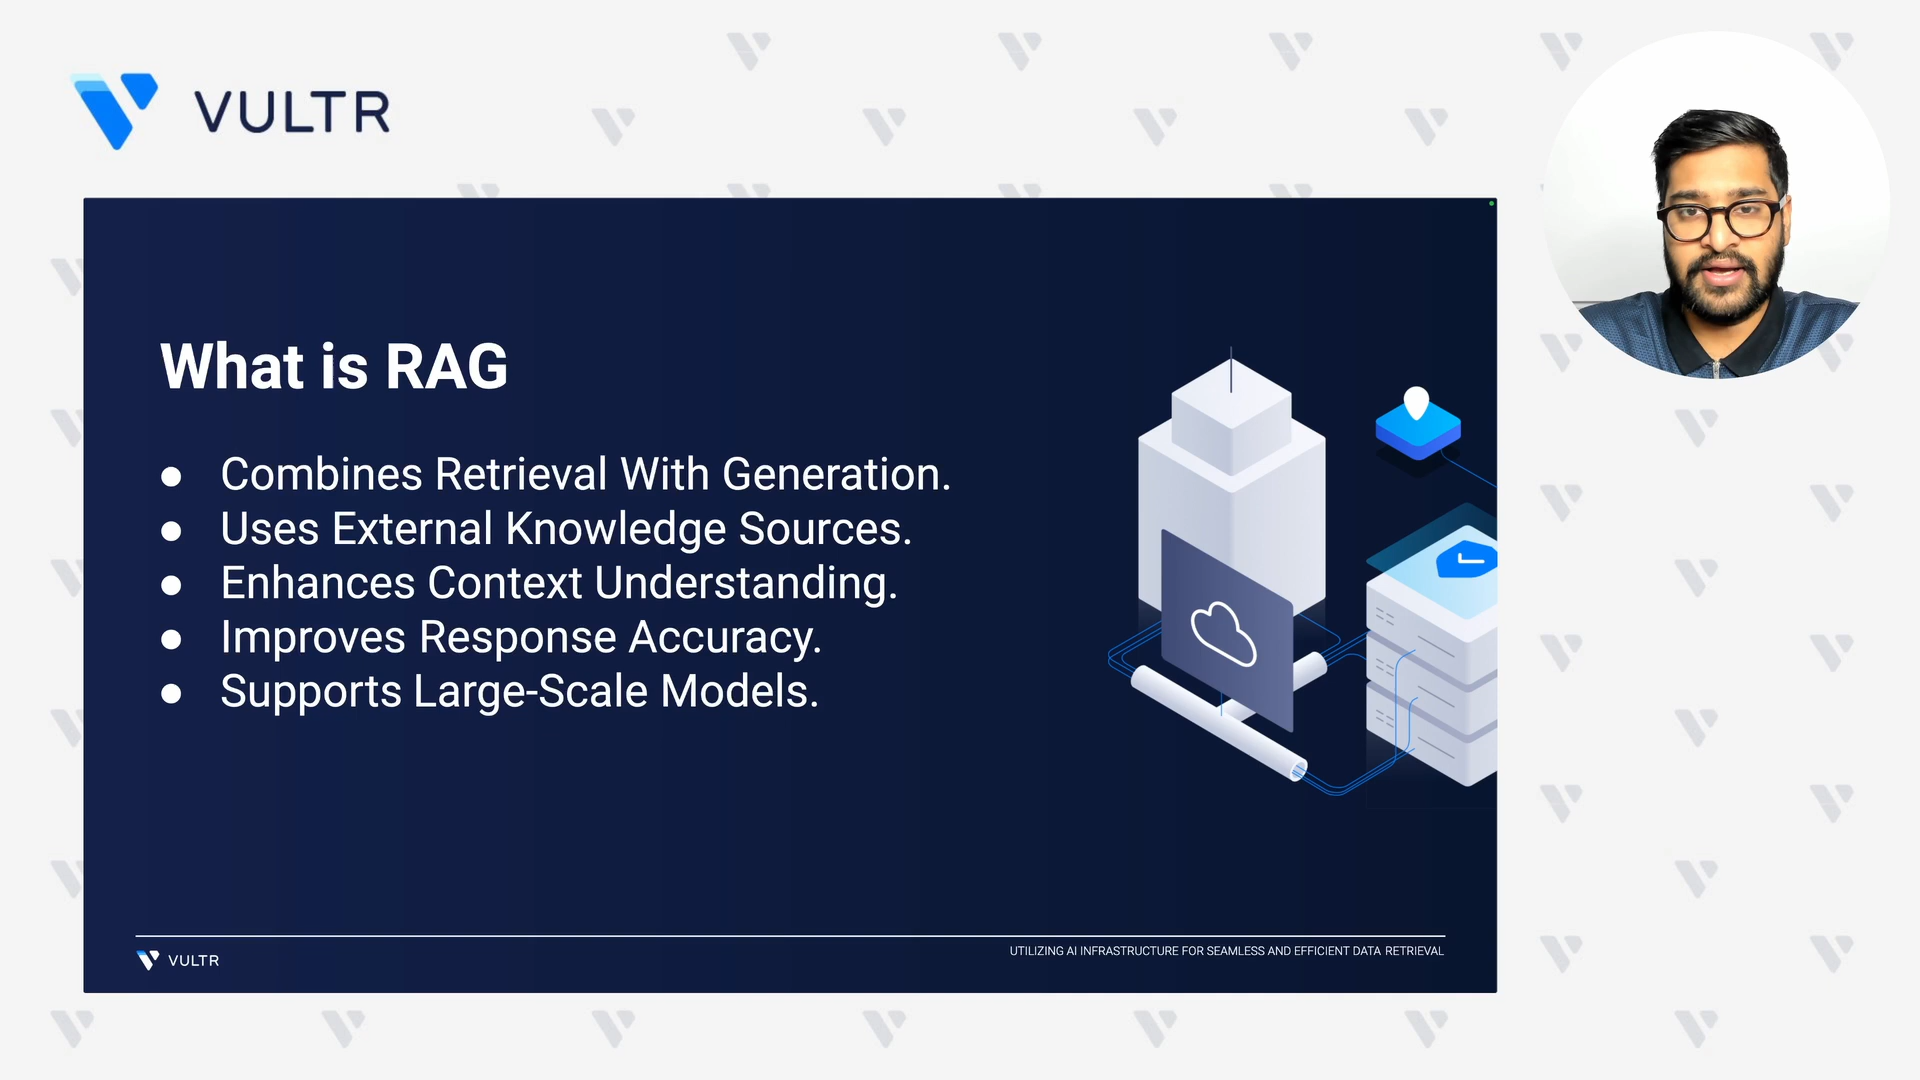 VULTR
What is RAG
● Combines Retrieval With Generation.
● Uses External Knowledge Sources.
● Enhances Context Understanding.
● Improves Response Accuracy.
● Supports Large-Scale Models.
VULTR
UTILIZING AI INFRASTRUCTURE FOR SEAMLESS AND EFFICIENT DATA RETRIEVAL